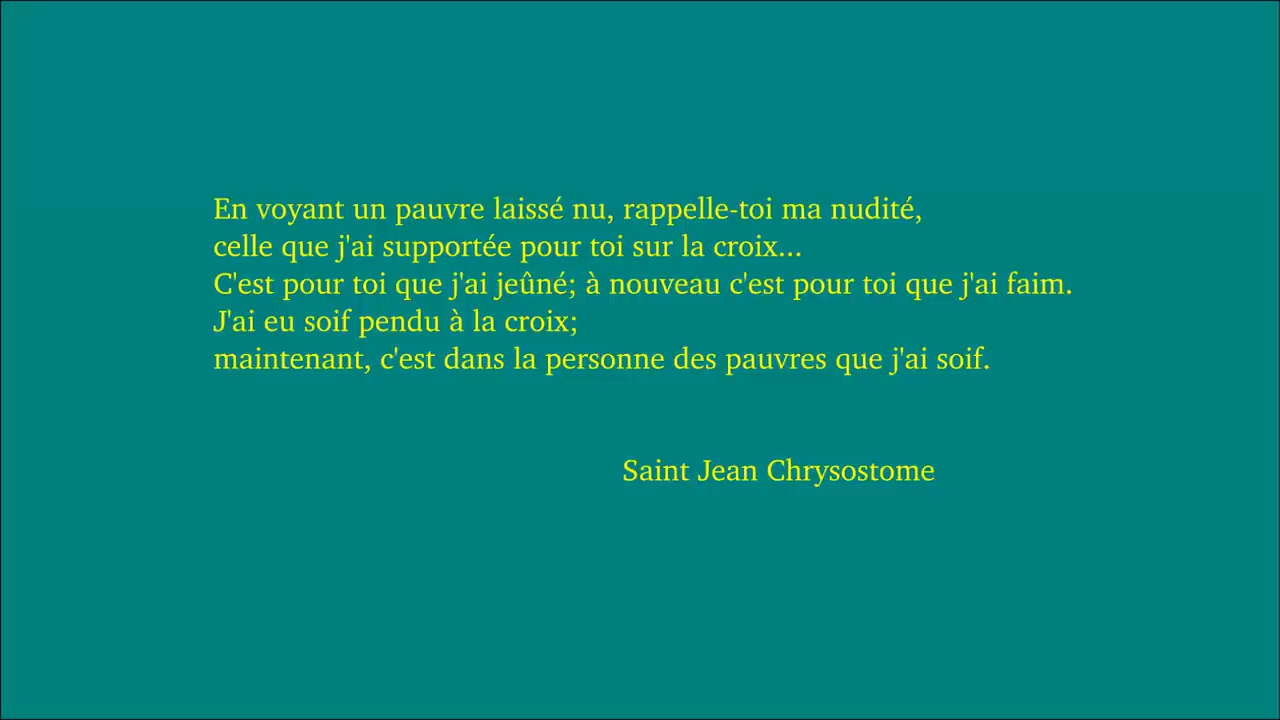 En voyant un pauvre laissé nu, rappelle-toi ma nudité,
celle que j'ai supportée pour toi sur la croix...
C'est pour toi que j'ai jeûné; à nouveau c'est pour toi que j'ai faim.
J'ai eu soif pendu à la croix;
maintenant, c'est dans la personne des pauvres que j'ai soif.
Saint Jean Chrysostome